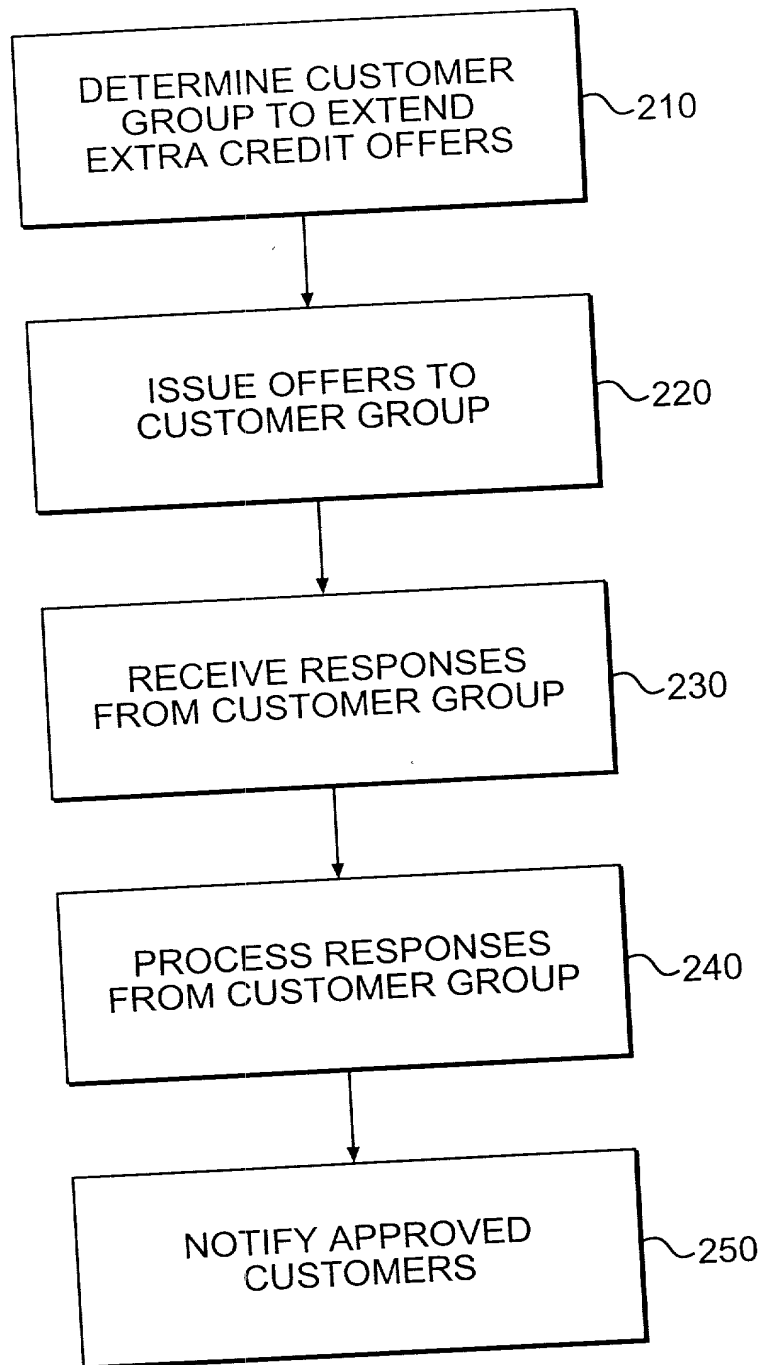 DETERMINE CUSTOMER
GROUP TO EXTEND
EXTRA CREDIT OFFERS
210
ISSUE OFFERS TO
CUSTOMER GROUP
220
RECEIVE RESPONSES
FROM CUSTOMER GROUP
230
PROCESS RESPONSES
FROM CUSTOMER GROUP
240
NOTIFY APPROVED
CUSTOMERS
250